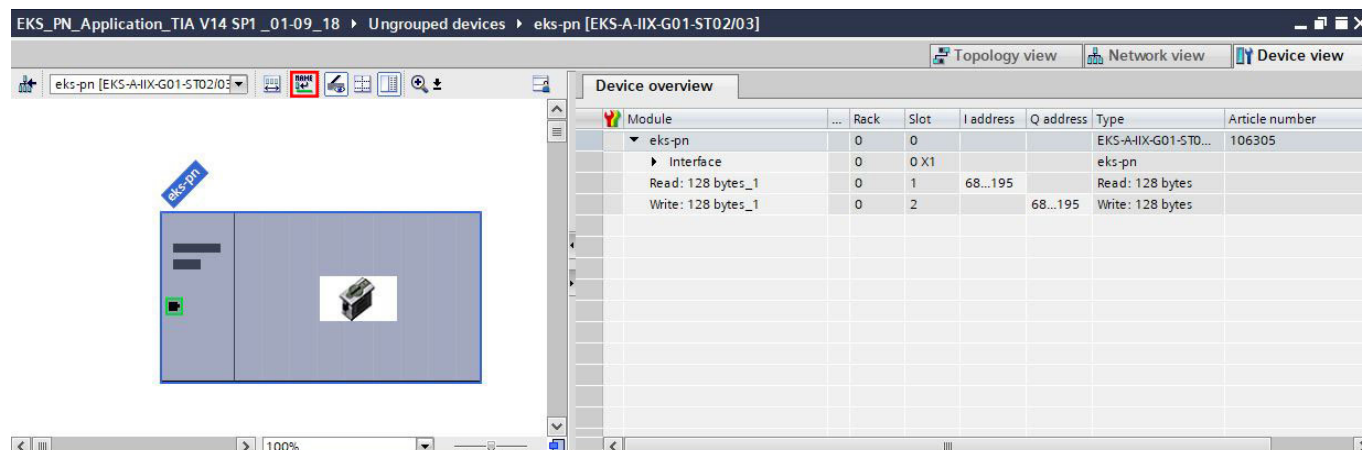 EKS_PN_Application_TIA V14 SP1 _01-09_18 ▸ Ungrouped devices ▸ eks-pn [EKS-A-IIX-G01-ST02/03]
Topology view Network view Device view
eks-pn [EKS-A-IIX-G01-ST02/03 NAME
Device overview
Module ... Rack Slot I address Q address Type Article number
eks-pn 0 0 EKS-A-IIX-G01-ST0... 106305
Interface 0 0 X1 eks-pn
Read: 128 bytes_1 0 1 68...195 Read: 128 bytes
Write: 128 bytes_1 0 2 68...195 Write: 128 bytes
eks-pn
100%